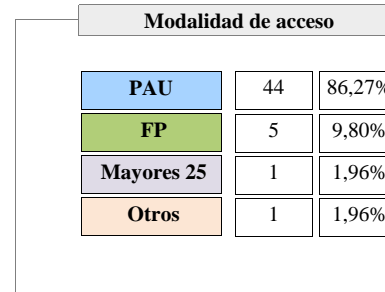 Modalidad de acceso
PAU 44 86,27%
FP 5 9,80%
Mayores 25 1 1,96%
Otros 1 1,96%